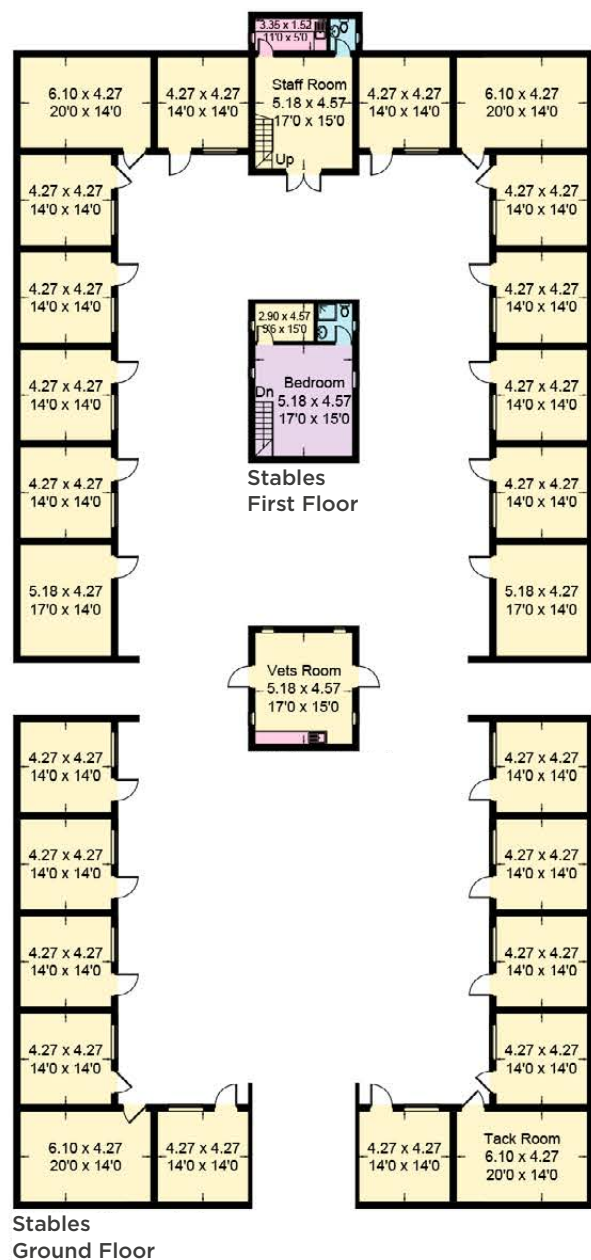 3.35 x 1.52
11'0 x 5'0
6.10 x 4.27
20'0 x 14'0
4.27 x 4.27
14'0 x 14'0
Staff Room
5.18 x 4.57
17'0 x 15'0
Up
4.27 x 4.27
14'0 x 14'0
6.10 x 4.27
20'0 x 14'0
4.27 x 4.27
14'0 x 14'0
4.27 x 4.27
14'0 x 14'0
4.27 x 4.27
14'0 x 14'0
4.27 x 4.27
14'0 x 14'0
2.90 x 4.57
9'6 x 15'0
Bedroom
Dn
5.18 x 4.57
17'0 x 15'0
Stables
First Floor
4.27 x 4.27
14'0 x 14'0
4.27 x 4.27
14'0 x 14'0
4.27 x 4.27
14'0 x 14'0
4.27 x 4.27
14'0 x 14'0
5.18 x 4.27
17'0 x 14'0
5.18 x 4.27
17'0 x 14'0
Vets Room
5.18 x 4.57
17'0 x 15'0
4.27 x 4.27
14'0 x 14'0
4.27 x 4.27
14'0 x 14'0
4.27 x 4.27
14'0 x 14'0
4.27 x 4.27
14'0 x 14'0
4.27 x 4.27
14'0 x 14'0
4.27 x 4.27
14'0 x 14'0
4.27 x 4.27
14'0 x 14'0
4.27 x 4.27
14'0 x 14'0
6.10 x 4.27
20'0 x 14'0
4.27 x 4.27
14'0 x 14'0
4.27 x 4.27
14'0 x 14'0
Tack Room
6.10 x 4.27
20'0 x 14'0
Stables
Ground Floor